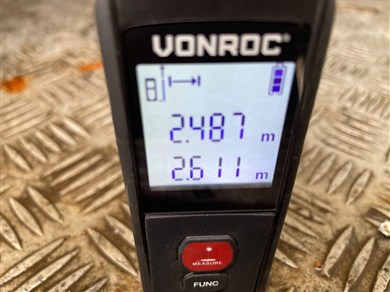 VONROC®
2.487 m
2.611 m
MEASURE
FUNC